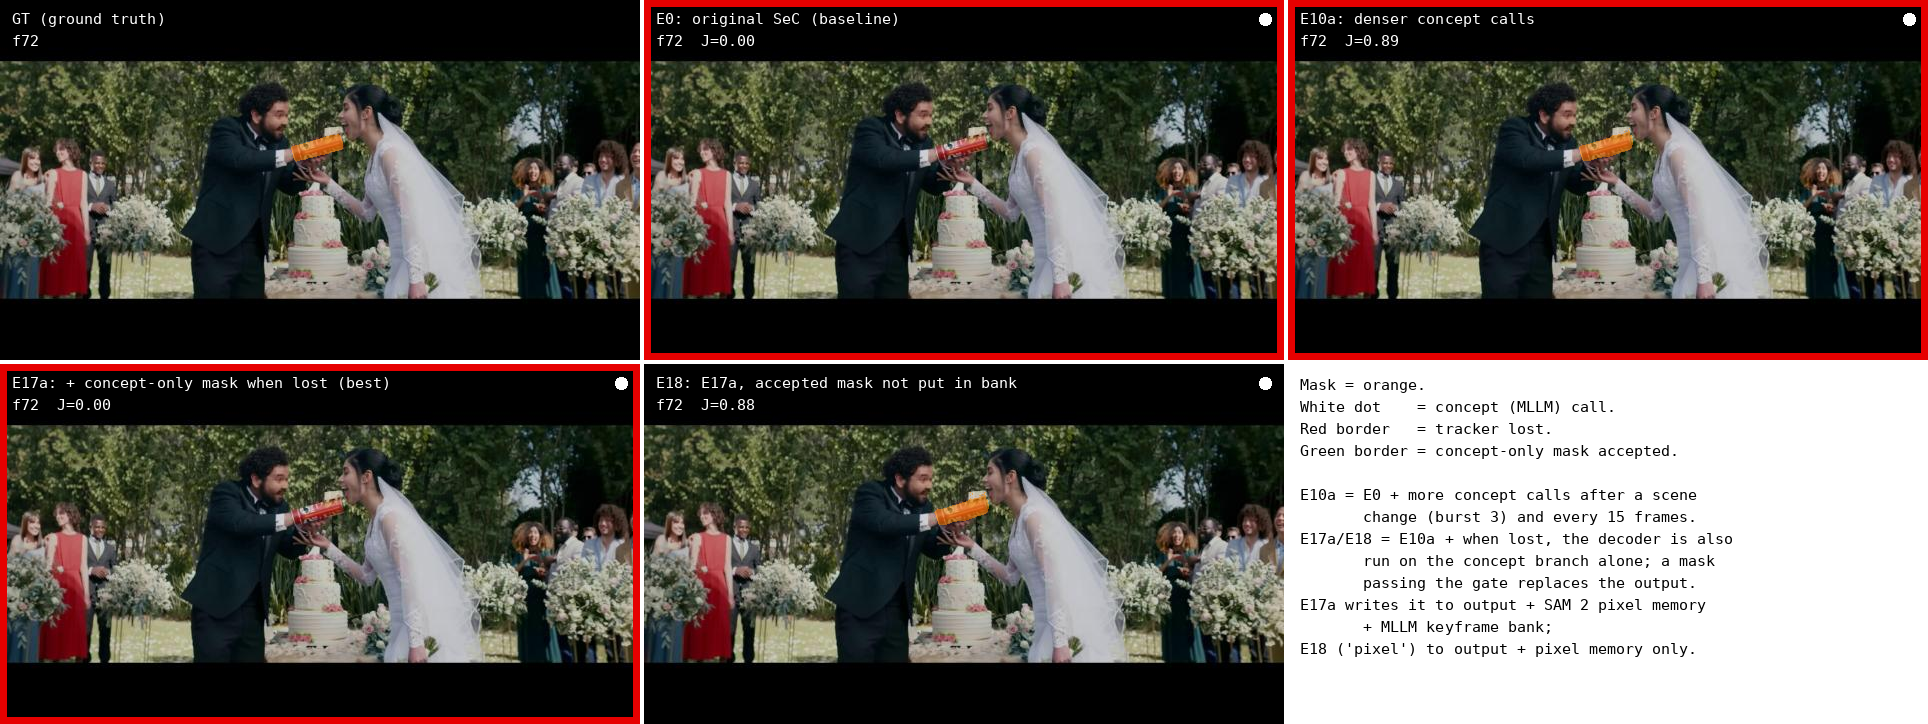 GT (ground truth)
f72
E0: original SeC (baseline)
f72  J=0.00
E10a: denser concept calls
f72  J=0.89
E17a: + concept-only mask when lost (best)
f72  J=0.00
E18: E17a, accepted mask not put in bank
f72  J=0.88
Mask = orange.
White dot    = concept (MLLM) call.
Red border   = tracker lost.
Green border = concept-only mask accepted.
E10a = E0 + more concept calls after a scene
change (burst 3) and every 15 frames.
E17a/E18 = E10a + when lost, the decoder is also
run on the concept branch alone; a mask
passing the gate replaces the output.
E17a writes it to output + SAM 2 pixel memory
+ MLLM keyframe bank;
E18 ('pixel') to output + pixel memory only.